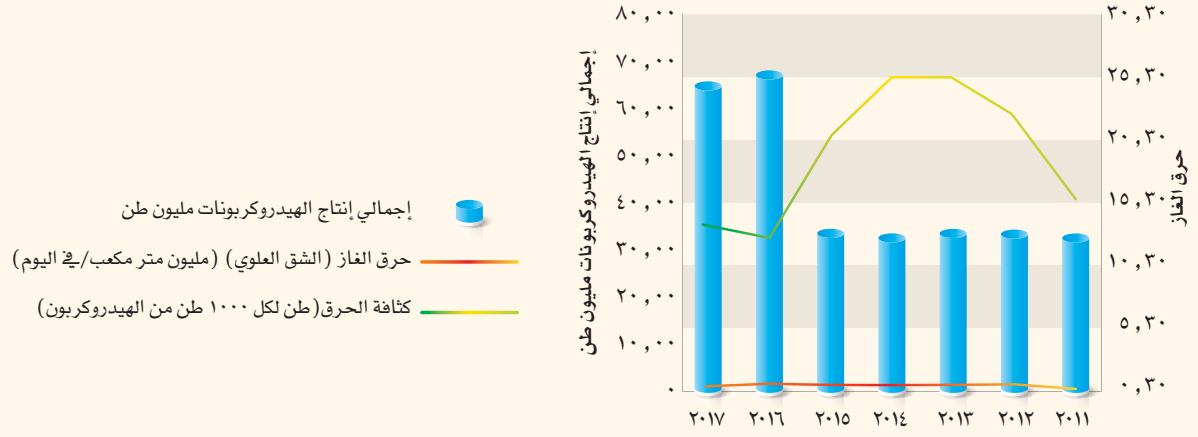 ٨٠,٠٠
٧٠,٠٠
٦٠,٠٠
٥٠,٠٠
٤٠,٠٠
٣٠,٠٠
٢٠,٠٠
١٠,٠٠
٠
إجمالي إنتاج الهيدروكربونات مليون طن
٣٠,٣٠
٢٥,٣٠
٢٠,٣٠
١٥,٣٠
١٠,٣٠
٥,٣٠
٠,٣٠
حرق الغاز
٢٠١١ ٢٠١٢ ٢٠١٣ ٢٠١٤ ٢٠١٥ ٢٠١٦ ٢٠١٧
إجمالي إنتاج الهيدروكربونات مليون طن
حرق الغاز (الشق العلوي) (مليون متر مكعب/في اليوم)
كثافة الحرق(طن لكل ١٠٠٠ طن من الهيدروكربون)